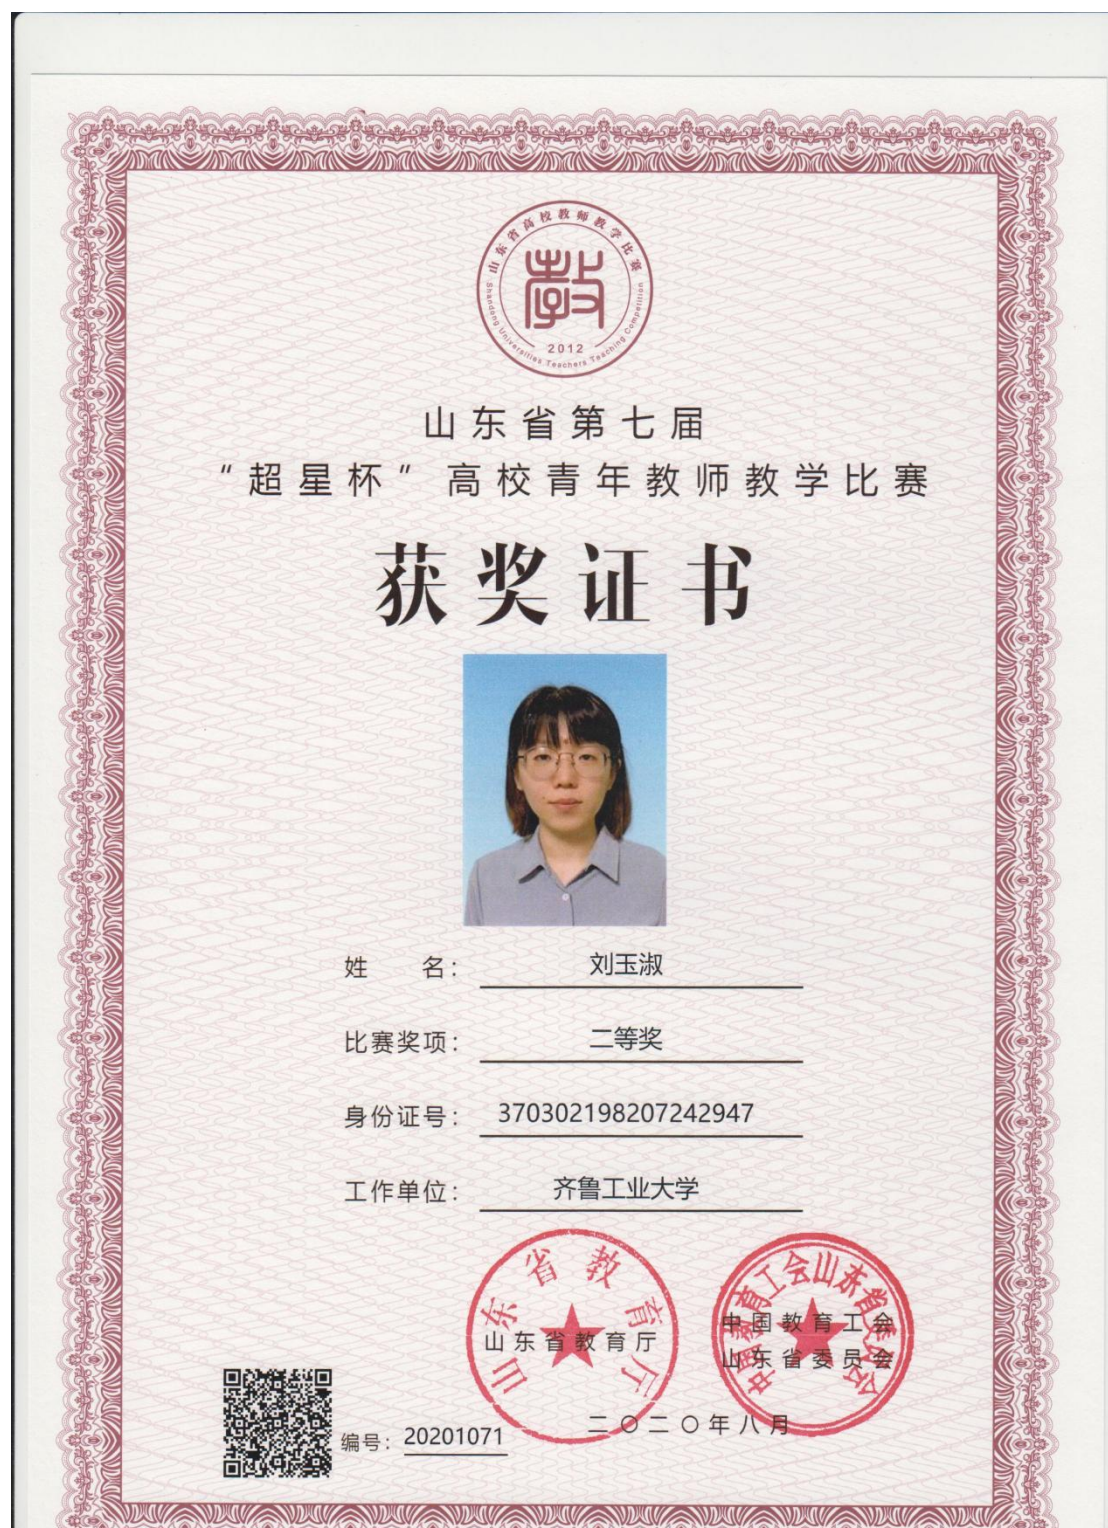 山东省高校教师教学比赛
教
2012
Shandong Universities Teachers Teaching Competition
山东省第七届
“超星杯”高校青年教师教学比赛
获奖证书
姓 名： 刘玉淑
比赛奖项： 二等奖
身份证号： 370302198207242947
工作单位： 齐鲁工业大学
山东省教育厅
山东省教育厅
中国教育工会山东省委员会
中国教育工会
山东省委员会
二〇二〇年八月
编号： 20201071